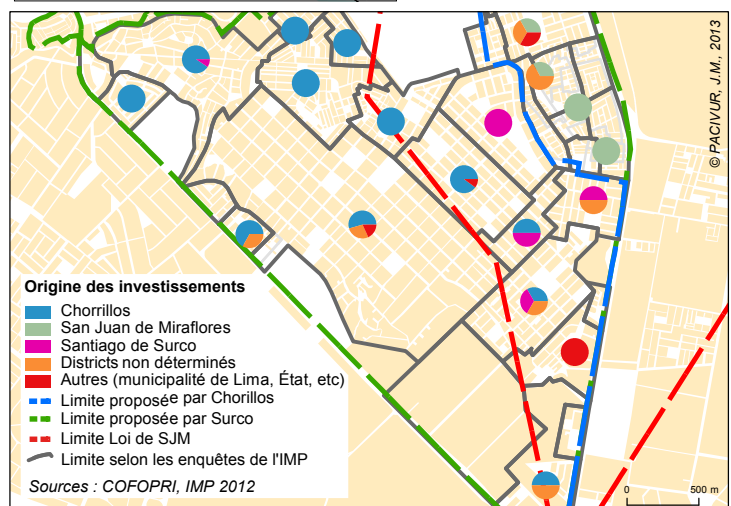 © PACIVUR, J.M., 2013
Origine des investissements
Chorrillos
San Juan de Miraflores
Santiago de Surco
Districts non déterminés
Autres (municipalité de Lima, État, etc)
Limite proposée par Chorillos
Limite proposée par Surco
Limite Loi de SJM
Limite selon les enquêtes de l'IMP
Sources : COFOPRI, IMP 2012
0 500 m